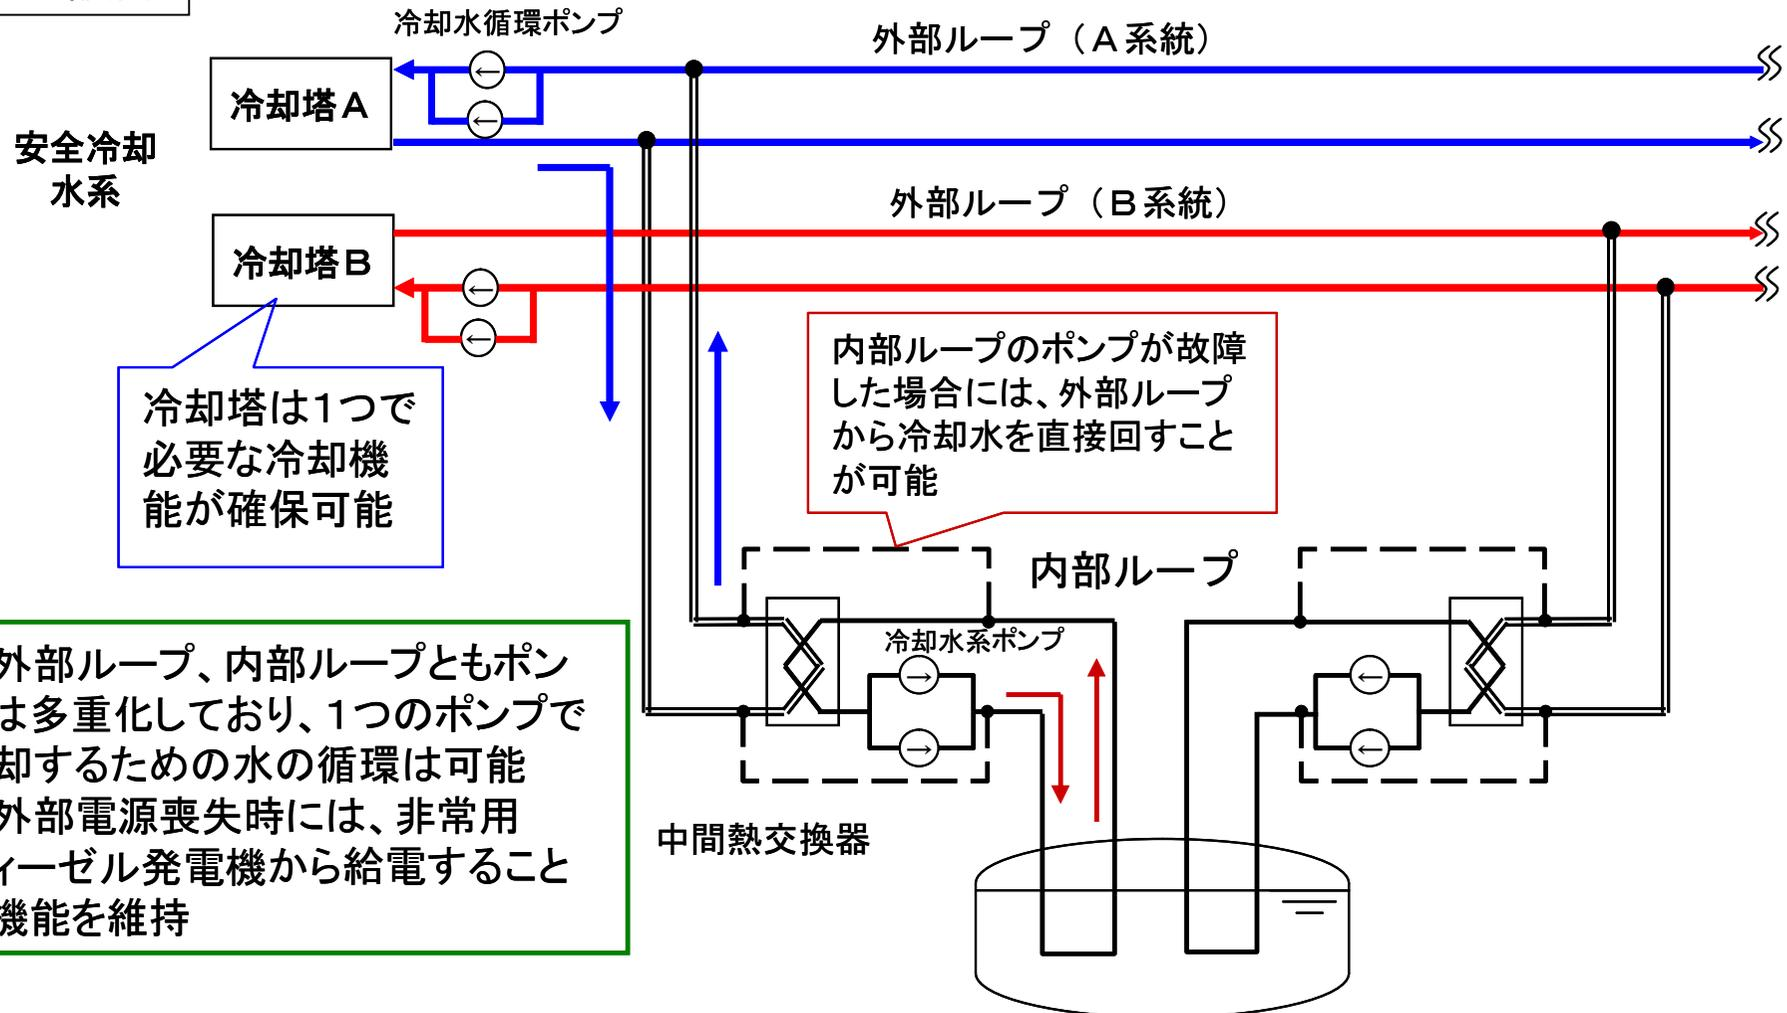 冷却水循環ポンプ
外部ループ（Ａ系統）
冷却塔Ａ
安全冷却
水系
外部ループ（Ｂ系統）
冷却塔Ｂ
冷却塔は１つで
必要な冷却機
能が確保可能
内部ループのポンプが故障
した場合には、外部ループ
から冷却水を直接回すこと
が可能
内部ループ
冷却水系ポンプ
外部ループ、内部ループともポン
は多重化しており、１つのポンプで
却するための水の循環は可能
外部電源喪失時には、非常用
ィーゼル発電機から給電すること
機能を維持
中間熱交換器